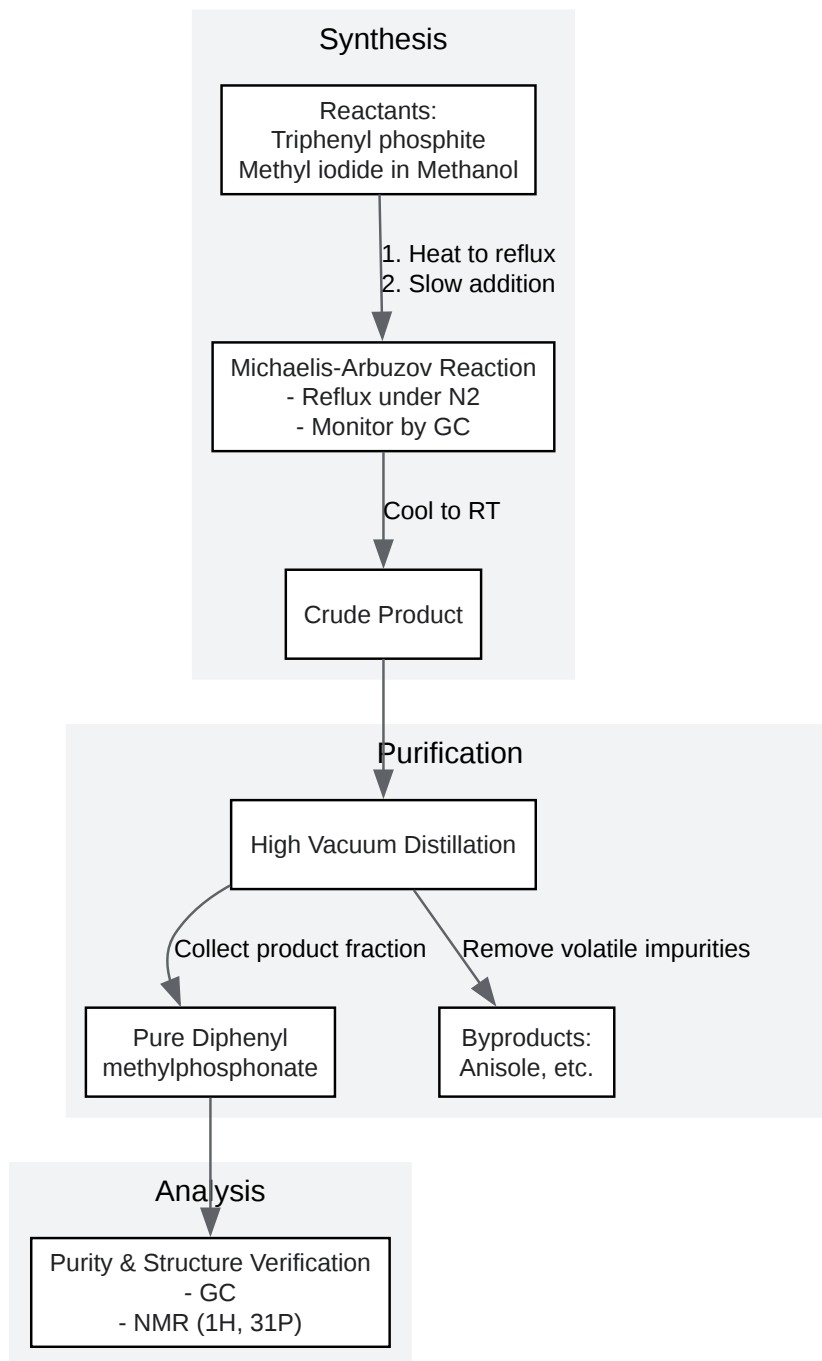 Synthesis
Reactants:
Triphenyl phosphite
Methyl iodide in Methanol
1. Heat to reflux
2. Slow addition
Michaelis-Arbuzov Reaction
- Reflux under N2
- Monitor by GC
Cool to RT
Crude Product
Purification
High Vacuum Distillation
Collect product fraction
Remove volatile impurities
Pure Diphenyl
methylphosphonate
Byproducts:
Anisole, etc.
Analysis
Purity & Structure Verification
- GC
- NMR (1H, 31P)